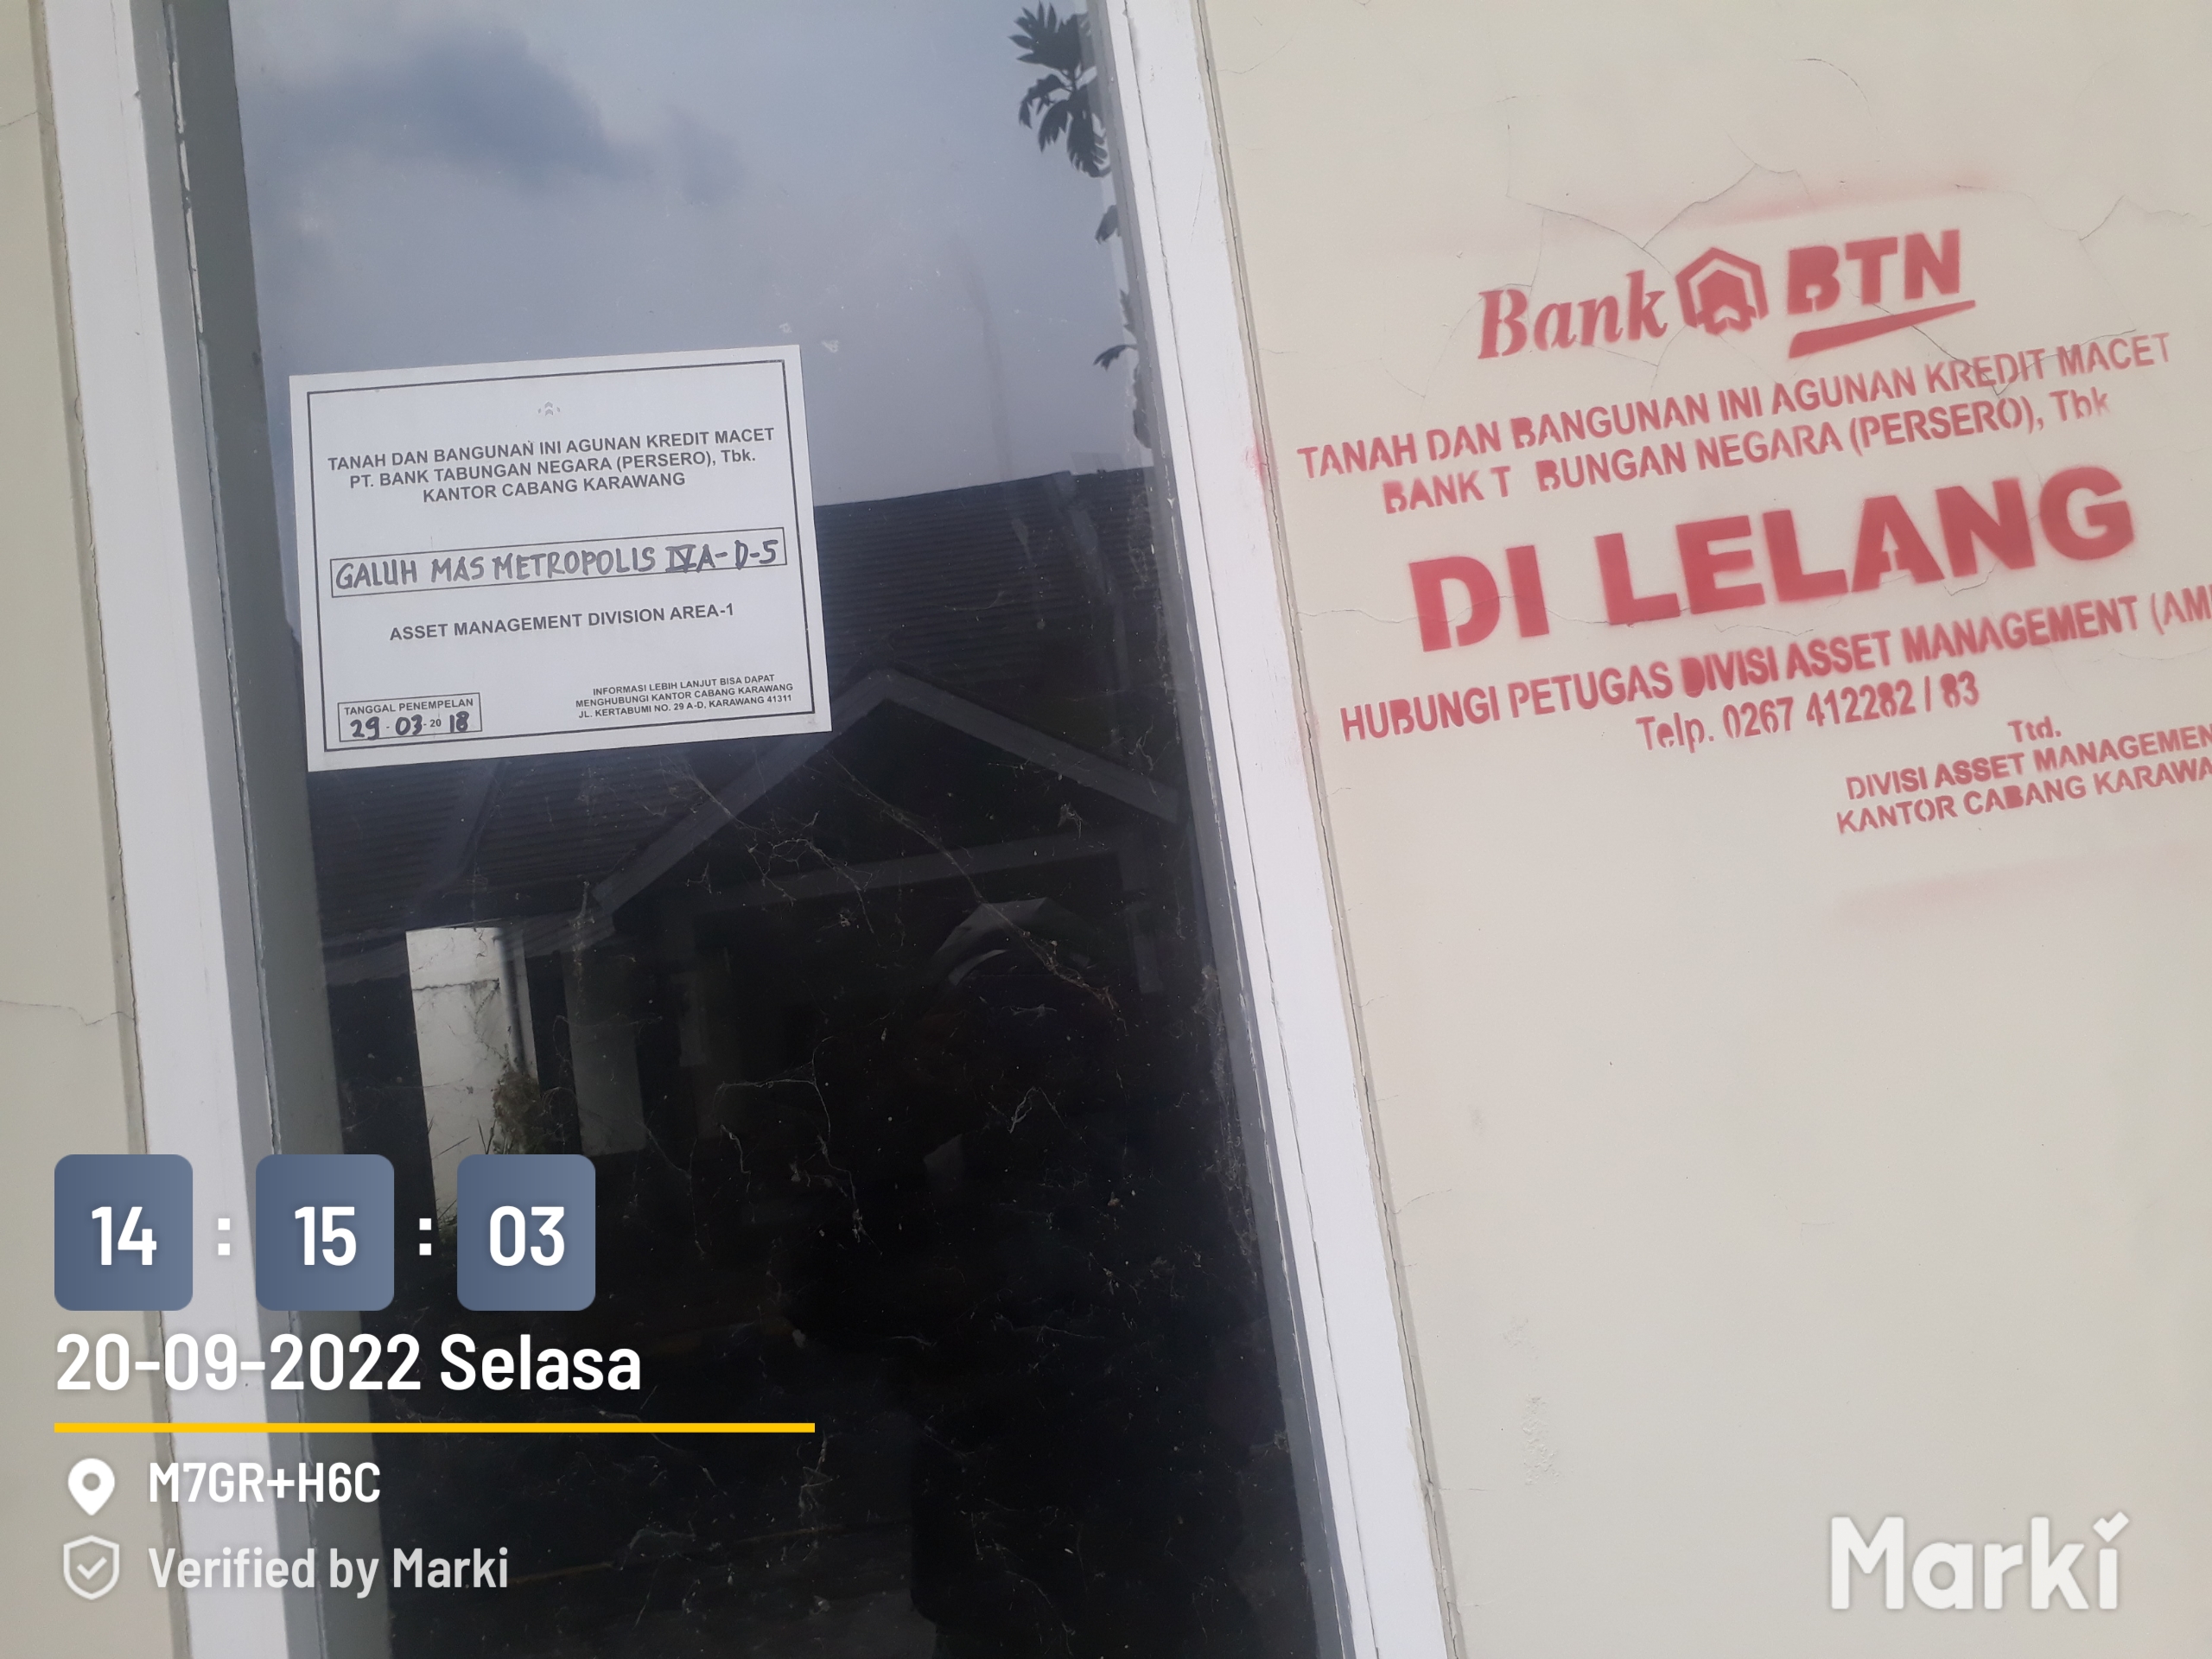 TANAH DAN BANGUNAN INI AGUNAN KREDIT MACET
PT. BANK TABUNGAN NEGARA (PERSERO), Tbk.
KANTOR CABANG KARAWANG
GALUH MAS METROPOLIS IVA-D-5
ASSET MANAGEMENT DIVISION AREA-1
TANGGAL PENEMPELAN
29-03-2018
INFORMASI LEBIH LANJUT BISA DAPAT
MENGHUBUNGI KANTOR CABANG KARAWANG
JL. KERTABUMI NO. 29 A-D, KARAWANG 41311
Bank BTN
TANAH DAN BANGUNAN INI AGUNAN KREDIT MACET
BANK T BUNGAN NEGARA (PERSERO), Tbk
DI LELANG
HUBUNGI PETUGAS DIVISI ASSET MANAGEMENT (AM
Telp. 0267 412282 / 83
Ttd.
DIVISI ASSET MANAGEMEN
KANTOR CABANG KARAWA
14 : 15 : 03
20-09-2022 Selasa
M7GR+H6C
Verified by Marki
Marki